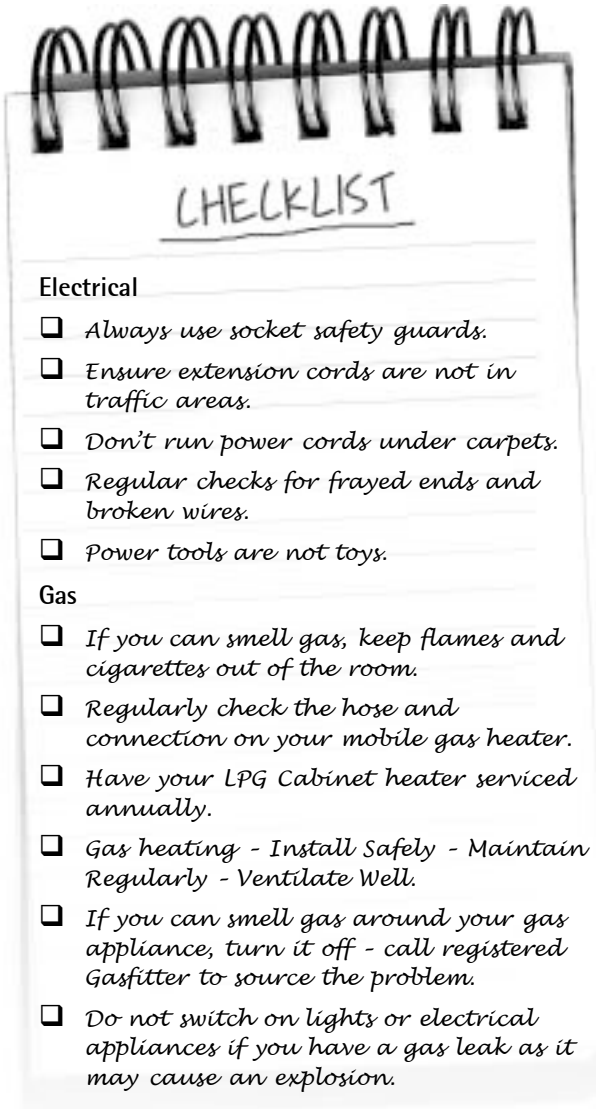 CHECKLIST
Electrical
❑ Always use socket safety guards.
❑ Ensure extension cords are not in
traffic areas.
❑ Don't run power cords under carpets.
❑ Regular checks for frayed ends and
broken wires.
❑ Power tools are not toys.
Gas
❑ If you can smell gas, keep flames and
cigarettes out of the room.
❑ Regularly check the hose and
connection on your mobile gas heater.
❑ Have your LPG Cabinet heater serviced
annually.
❑ Gas heating – Install Safely – Maintain
Regularly – Ventilate Well.
❑ If you can smell gas around your gas
appliance, turn it off – call registered
Gasfitter to source the problem.
❑ Do not switch on lights or electrical
appliances if you have a gas leak as it
may cause an explosion.